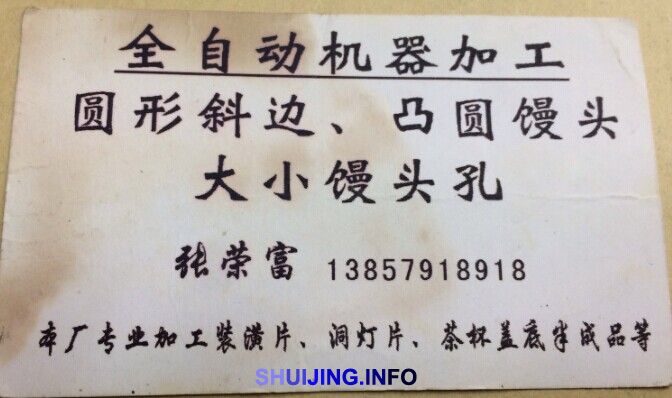 全自动机器加工
圆形斜边、凸圆馒头
大小馒头孔
张荣富 13857918918
本厂专业加工装潢片、洞灯片、茶杯盖底半成品等
SHUIJING.INFO